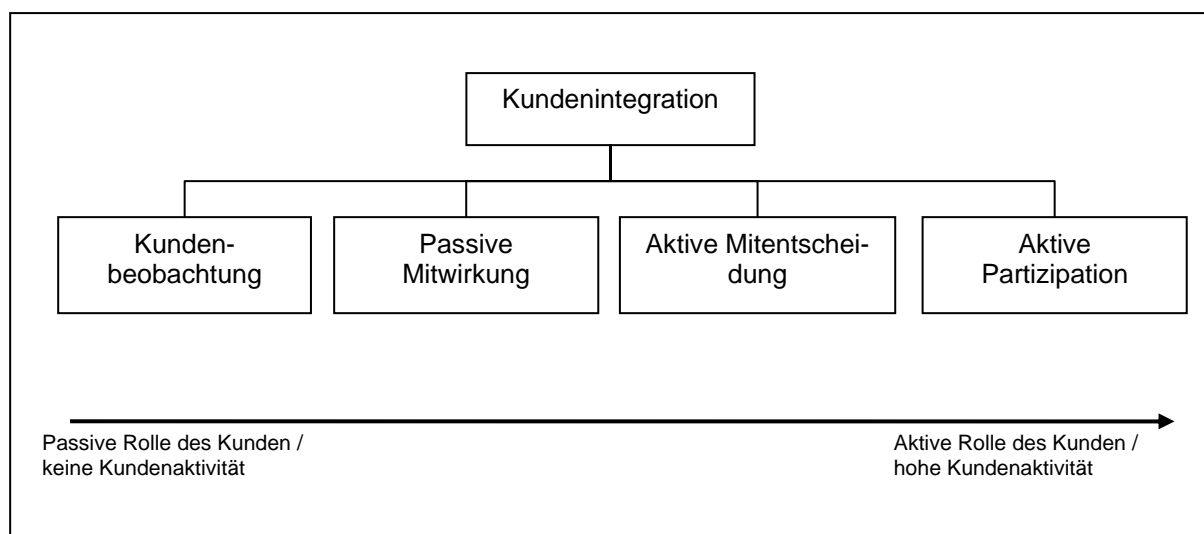 Kundenintegration
Kunden-
beobachtung
Passive
Mitwirkung
Aktive Mitentschei-
dung
Aktive
Partizipation
Passive Rolle des Kunden /
keine Kundenaktivität
Aktive Rolle des Kunden /
hohe Kundenaktivität